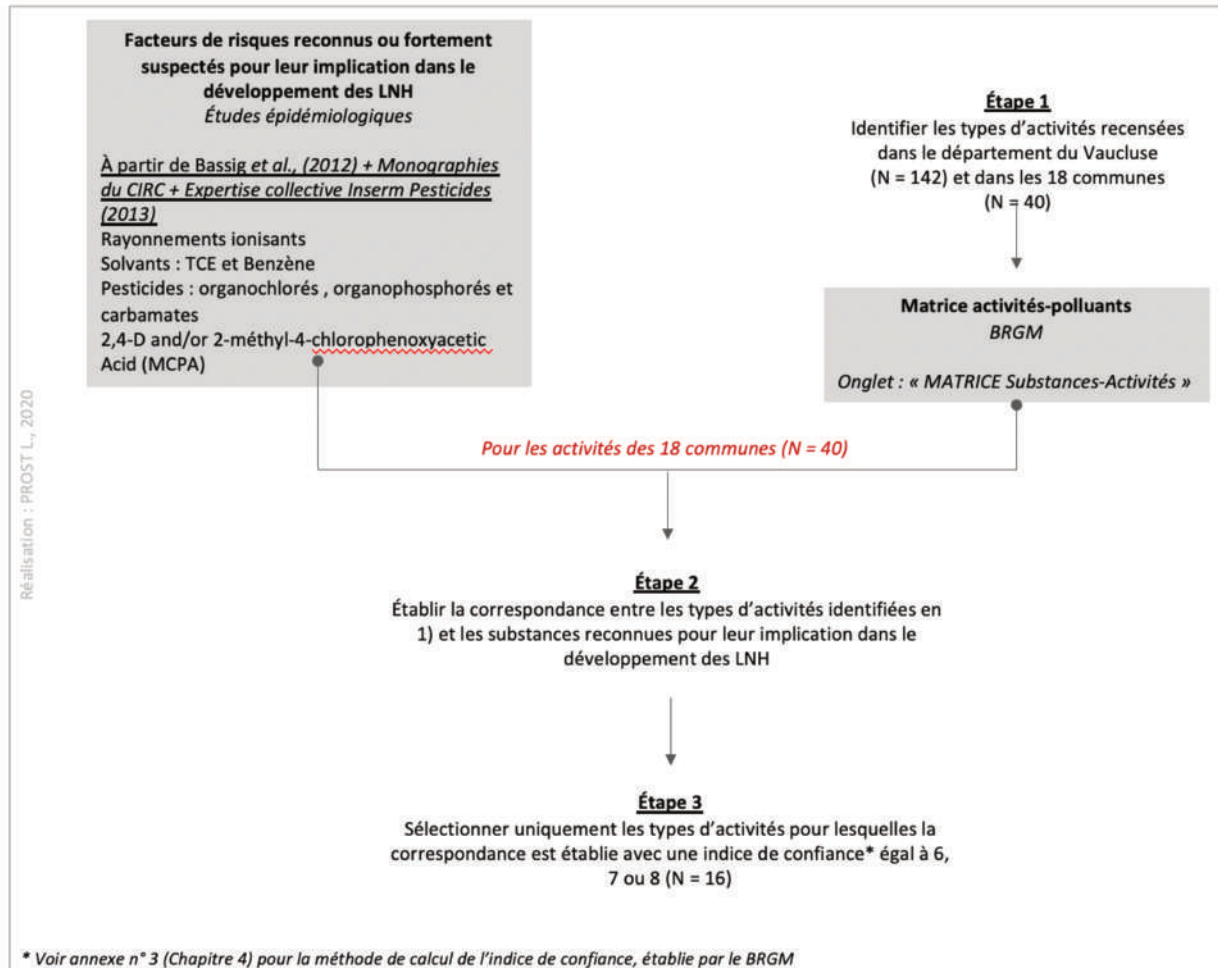 Facteurs de risques reconnus ou fortement
suspectés pour leur implication dans le
développement des LNH
Études épidémiologiques
À partir de Bassig et al., (2012) + Monographies
du CIRC + Expertise collective Inserm Pesticides
(2013)
Rayonnements ionisants
Solvants : TCE et Benzène
Pesticides : organochlorés , organophosphorés et
carbamates
2,4-D and/or 2-méthyl-4-chlorophenoxyacetic
Acid (MCPA)
Étape 1
Identifier les types d’activités recensées
dans le département du Vaucluse
(N = 142) et dans les 18 communes
(N = 40)
Matrice activités-polluants
BRGM
Onglet : « MATRICE Substances-Activités »
Pour les activités des 18 communes (N = 40)
Étape 2
Établir la correspondance entre les types d’activités identifiées en
1) et les substances reconnues pour leur implication dans le
développement des LNH
Étape 3
Sélectionner uniquement les types d’activités pour lesquelles la
correspondance est établie avec une indice de confiance* égal à 6,
7 ou 8 (N = 16)
* Voir annexe n° 3 (Chapitre 4) pour la méthode de calcul de l’indice de confiance, établie par le BRGM
Réalisation : PROST L., 2020